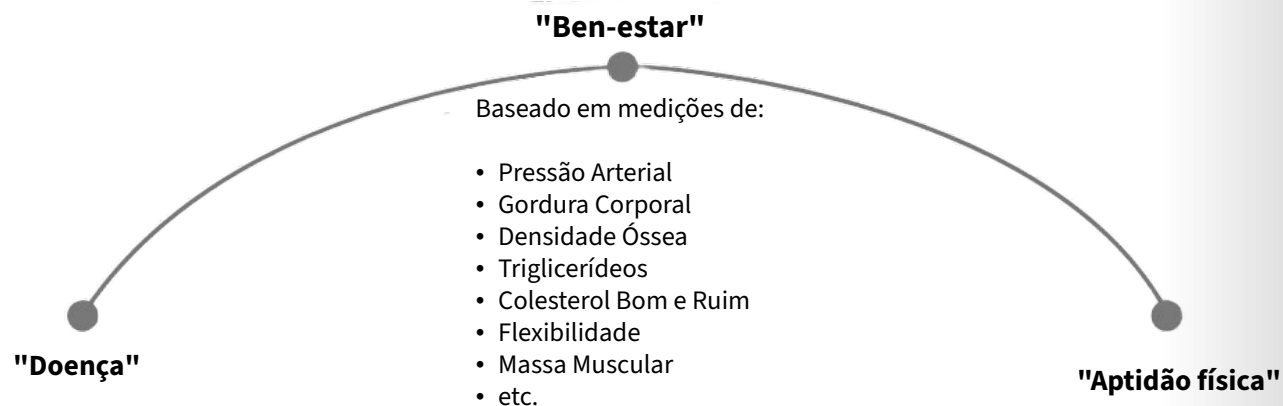 "Ben-estar"
Baseado em medições de:
• Pressão Arterial
• Gordura Corporal
• Densidade Óssea
• Triglicerídeos
• Colesterol Bom e Ruim
• Flexibilidade
• Massa Muscular
• etc.
"Doença"
"Aptidão física"